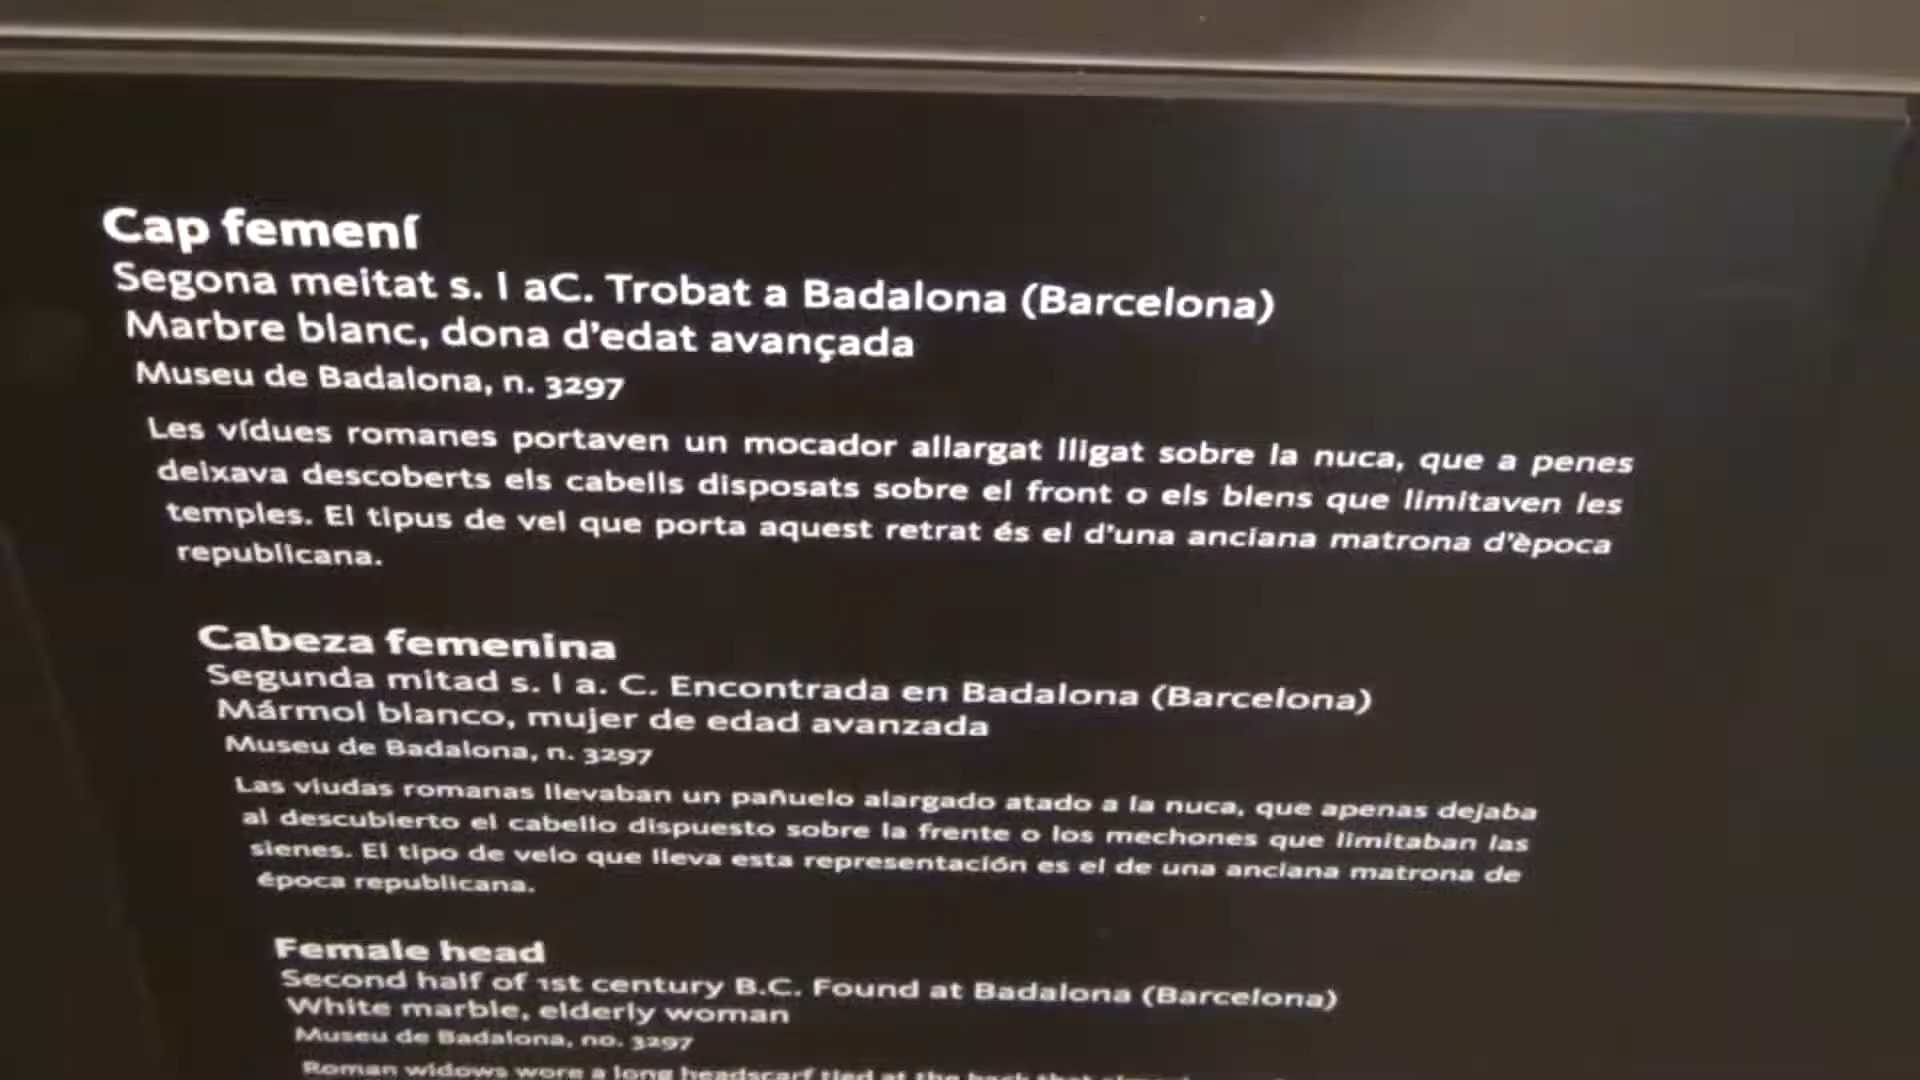 Cap femení
Segona meitat s. I aC. Trobat a Badalona (Barcelona)
Marbre blanc, dona d'edat avançada
Museu de Badalona, n. 3297
Les vídues romanes portaven un mocador allargat lligat sobre la nuca, que a penes
deixava descoberts els cabells disposats sobre el front o els blens que limitaven les
temples. El tipus de vel que porta aquest retrat és el d'una anciana matrona d'època
republicana.
Cabeza femenina
Segunda mitad s. I a. C. Encontrada en Badalona (Barcelona)
Mármol blanco, mujer de edad avanzada
Museu de Badalona, n. 3297
Las viudas romanas llevaban un pañuelo alargado atado a la nuca, que apenas dejaba
al descubierto el cabello dispuesto sobre la frente o los mechones que limitaban las
sienes. El tipo de velo que lleva esta representación es el de una anciana matrona de
época republicana.
Female head
Second half of 1st century B.C. Found at Badalona (Barcelona)
White marble, elderly woman
Museu de Badalona, no. 3297
Roman widows wore a long headscarf tied at the back that